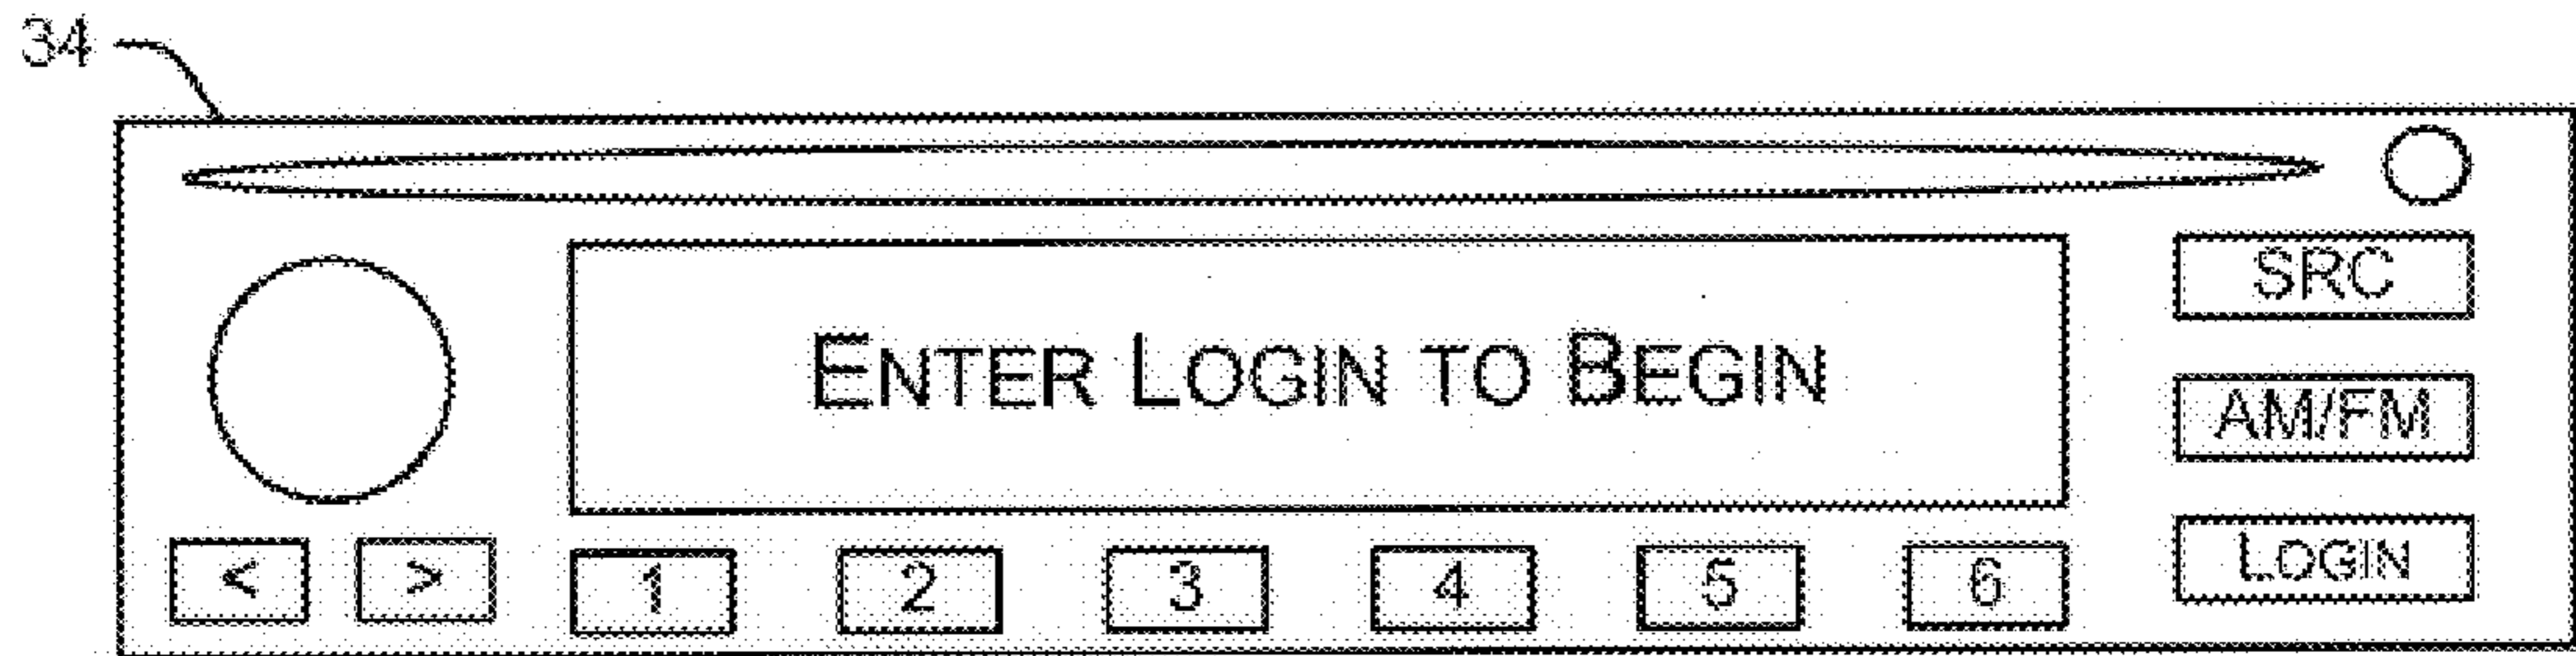 34
SRC
ENTER LOGIN TO BEGIN
AM/FM
< > 1 2 3 4 5 6 LOGIN